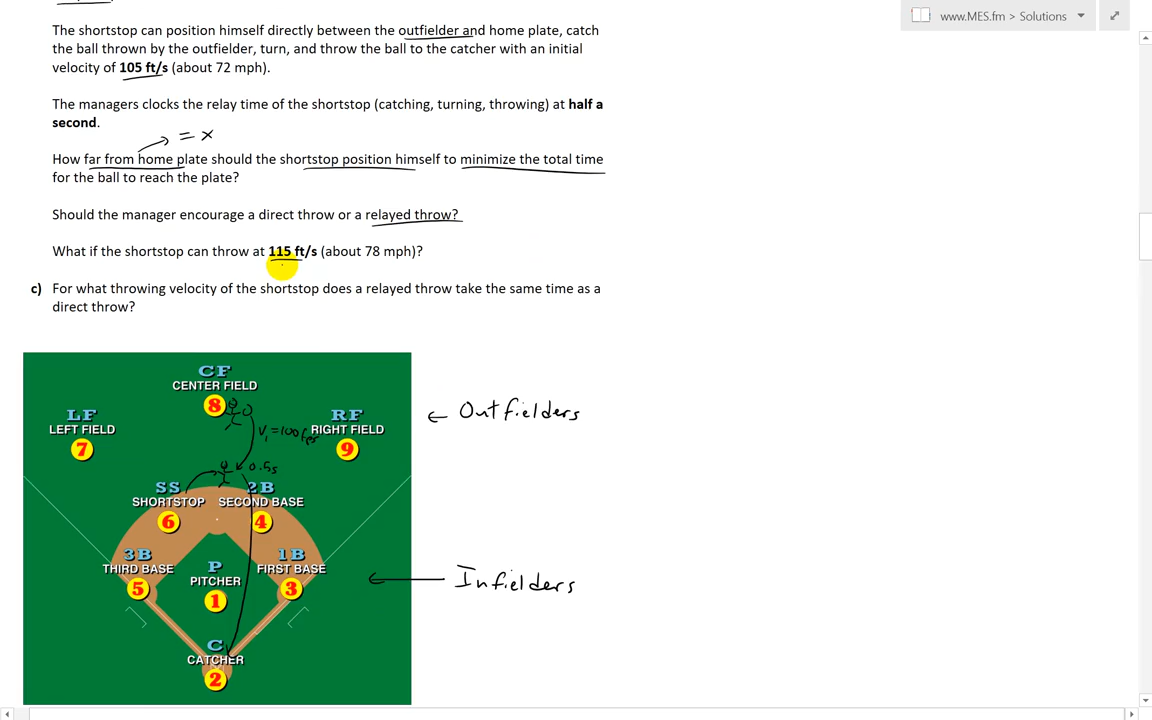 www.MES.fm > Solutions
The shortstop can position himself directly between the outfielder and home plate, catch
the ball thrown by the outfielder, turn, and throw the ball to the catcher with an initial
velocity of 105 ft/s (about 72 mph).
The managers clocks the relay time of the shortstop (catching, turning, throwing) at half a
second.
= x
How far from home plate should the shortstop position himself to minimize the total time
for the ball to reach the plate?
Should the manager encourage a direct throw or a relayed throw?
What if the shortstop can throw at 115 ft/s (about 78 mph)?
c) For what throwing velocity of the shortstop does a relayed throw take the same time as a
direct throw?
CF
CENTER FIELD
8
LF
LEFT FIELD
7
V₁ = 100 fps
RF
RIGHT FIELD
9
← Outfielders
0.5s
SS
SHORTSTOP
6
2B
SECOND BASE
4
3B
THIRD BASE
5
P
PITCHER
1
1B
FIRST BASE
3
← Infielders
C
CATCHER
2